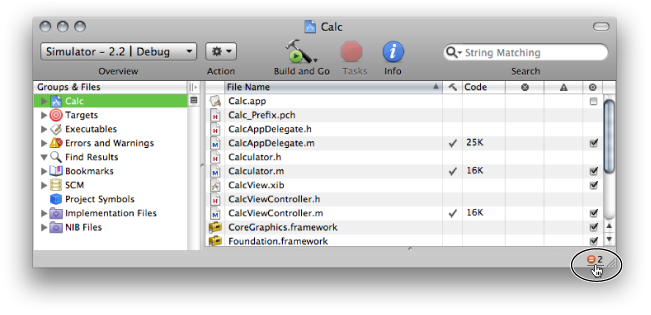 Calc
Simulator - 2.2 | Debug
String Matching
Overview
Action
Build and Go
Tasks
Info
Search
Groups & Files
File Name
Code
Calc
Targets
Executables
Errors and Warnings
Find Results
Bookmarks
SCM
Project Symbols
Implementation Files
NIB Files
Calc.app
Calc_Prefix.pch
CalcAppDelegate.h
CalcAppDelegate.m 25K
Calculator.h
Calculator.m 16K
CalcView.xib
CalcViewController.h
CalcViewController.m 16K
CoreGraphics.framework
Foundation.framework
2